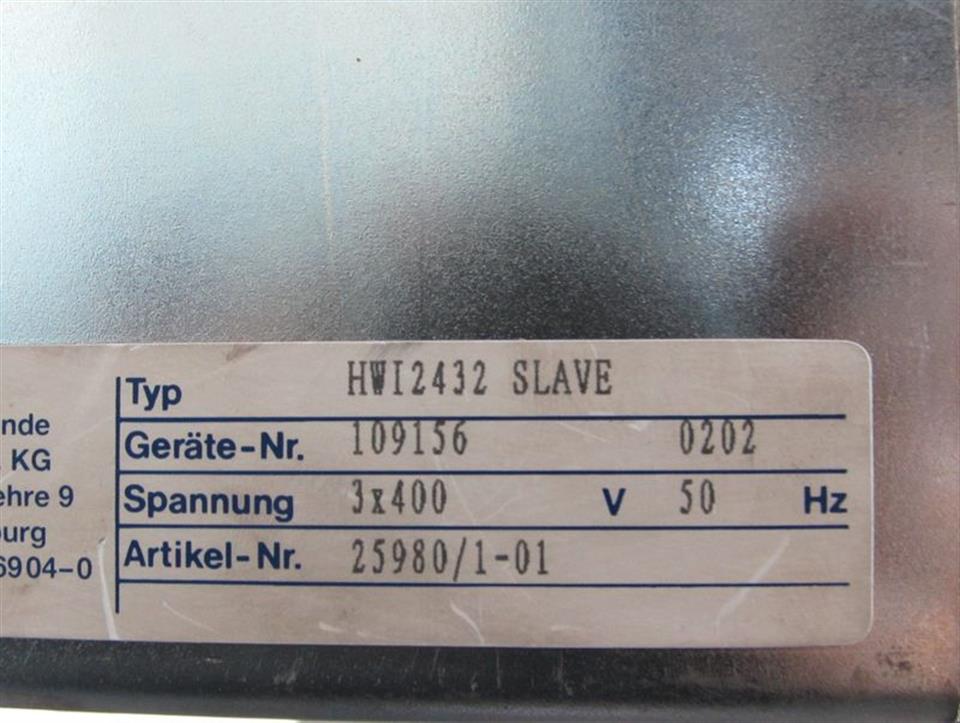 Typ HWI2432 SLAVE
Geräte-Nr. 109156 0202
Spannung 3x400 V 50 Hz
Artikel-Nr. 25980/1-01
nde
KG
ehre 9
burg
6904-0